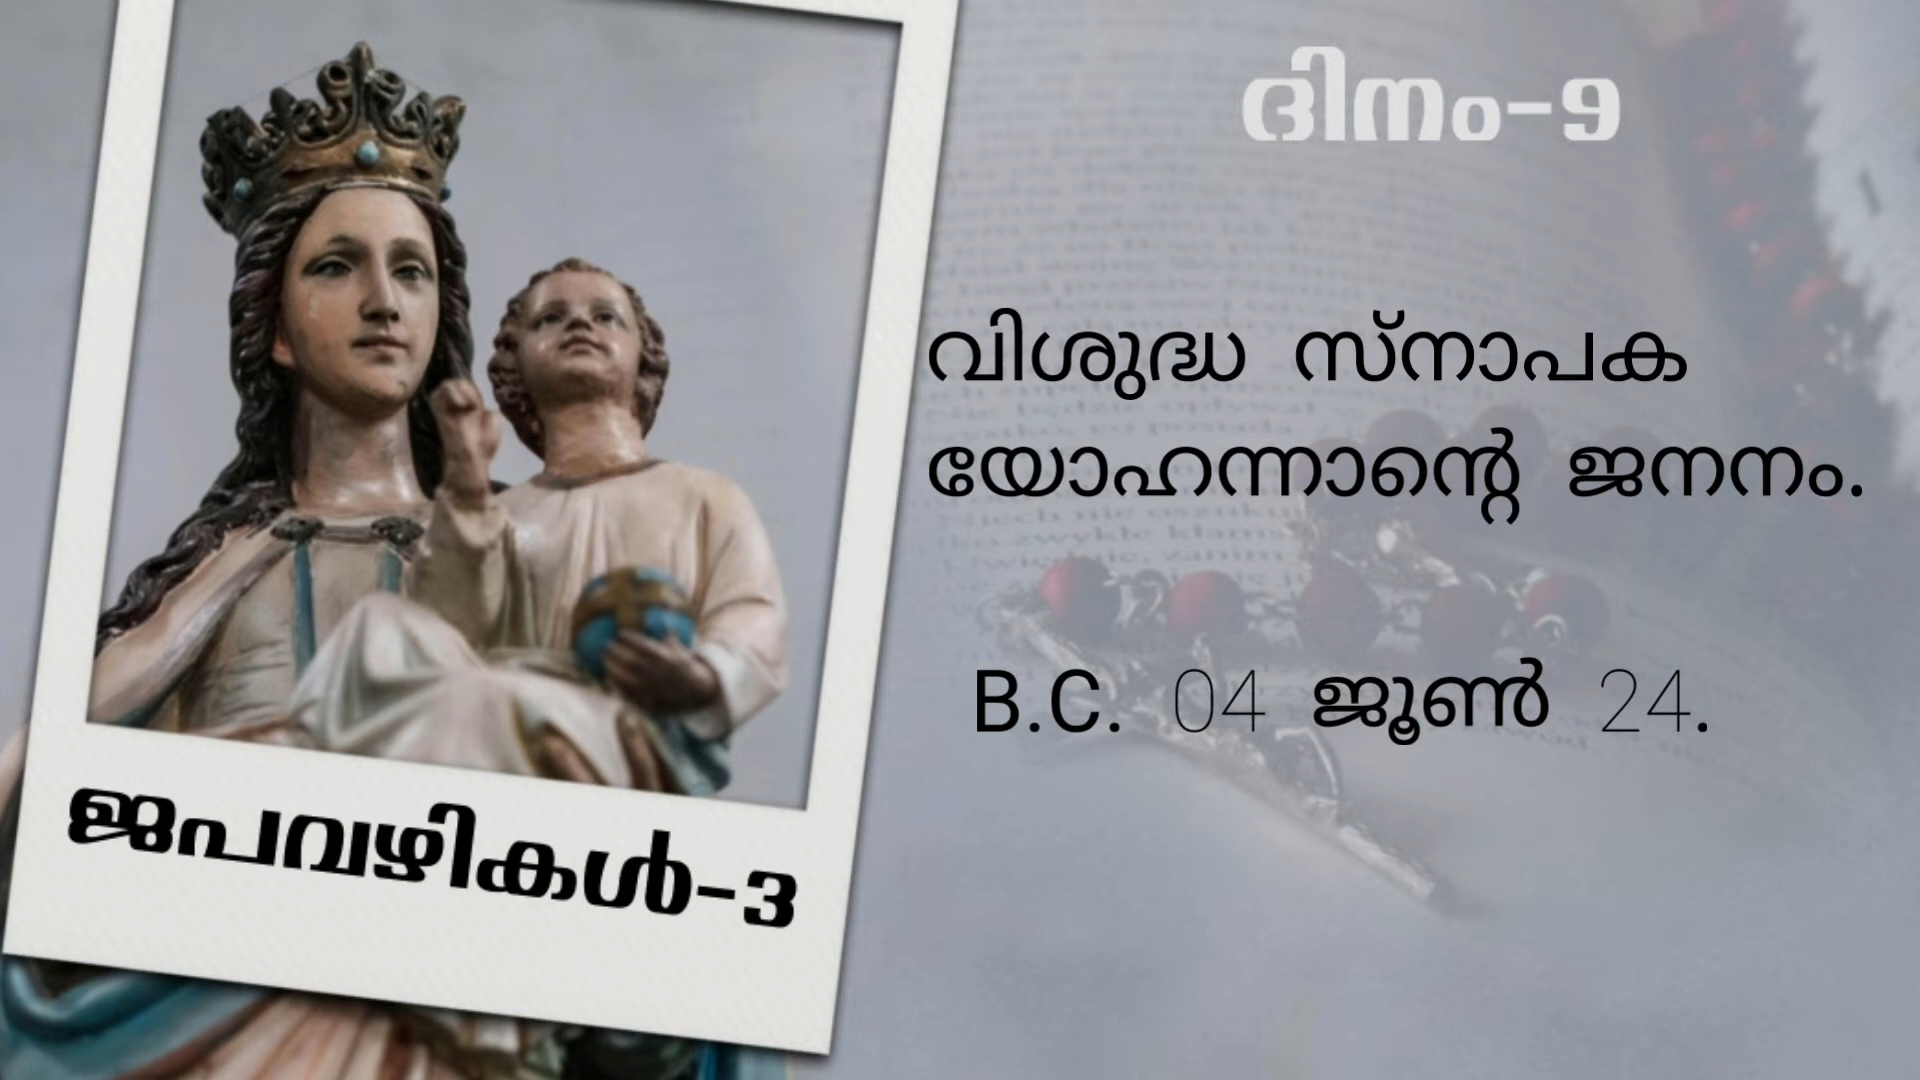 ദിനം-9
വിശുദ്ധ സ്നാപക
യോഹന്നാന്റെ ജനനം.
B.C. 04 ജൂൺ 24.
ജപവഴികൾ-3